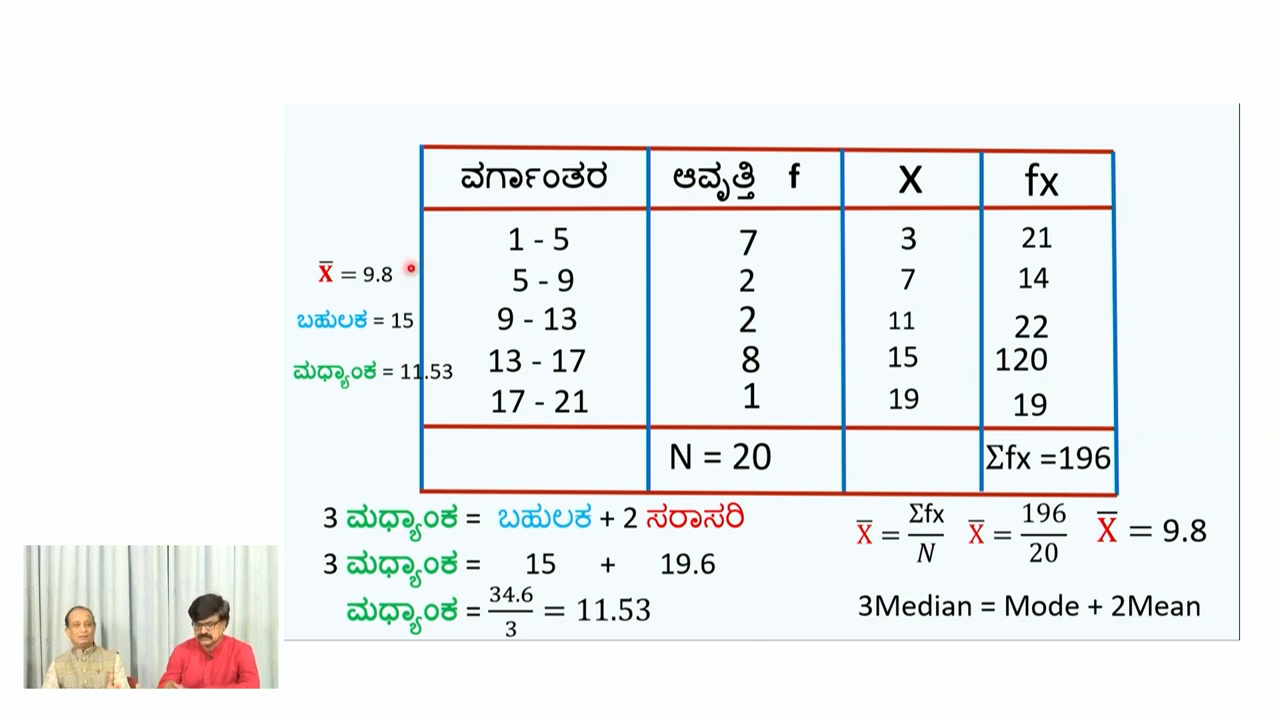 ವರ್ಗಾಂತರ ಆವೃತ್ತಿ f X fx
1 - 5 7 3 21
5 - 9 2 7 14
9 - 13 2 11 22
13 - 17 8 15 120
17 - 21 1 19 19
N = 20 Σfx =196
X̅ = 9.8
ಬಹುಲಕ = 15
ಮಧ್ಯಾಂಕ = 11.53
3 ಮಧ್ಯಾಂಕ = ಬಹುಲಕ + 2 ಸರಾಸರಿ
3 ಮಧ್ಯಾಂಕ = 15 + 19.6
ಮಧ್ಯಾಂಕ = 34.6/3 = 11.53
X̅ = Σfx/N X̅ = 196/20 X̅ = 9.8
3Median = Mode + 2Mean